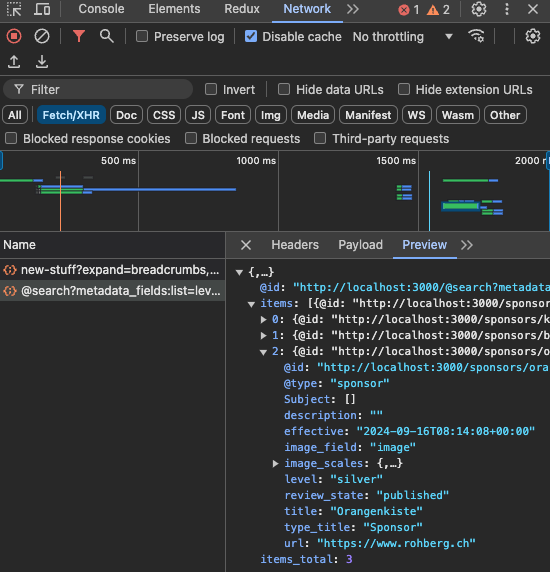 Console Elements Redux Network 1 2
Preserve log Disable cache No throttling
Filter Invert Hide data URLs Hide extension URLs
All Fetch/XHR Doc CSS JS Font Img Media Manifest WS Wasm Other
Blocked response cookies Blocked requests Third-party requests
500 ms 1000 ms 1500 ms 2000 m
Name
new-stuff?expand=breadcrumbs,...
@search?metadata_fields:list=lev...
Headers Payload Preview
{,…}
@id: "http://localhost:3000/@search?metadata
items: [{@id: "http://localhost:3000/sponsor
0: {@id: "http://localhost:3000/sponsors/k
1: {@id: "http://localhost:3000/sponsors/b
2: {@id: "http://localhost:3000/sponsors/o
@id: "http://localhost:3000/sponsors/ora
@type: "sponsor"
Subject: []
description: ""
effective: "2024-09-16T08:14:08+00:00"
image_field: "image"
image_scales: {,…}
level: "silver"
review_state: "published"
title: "Orangenkiste"
type_title: "Sponsor"
url: "https://www.rohberg.ch"
items_total: 3